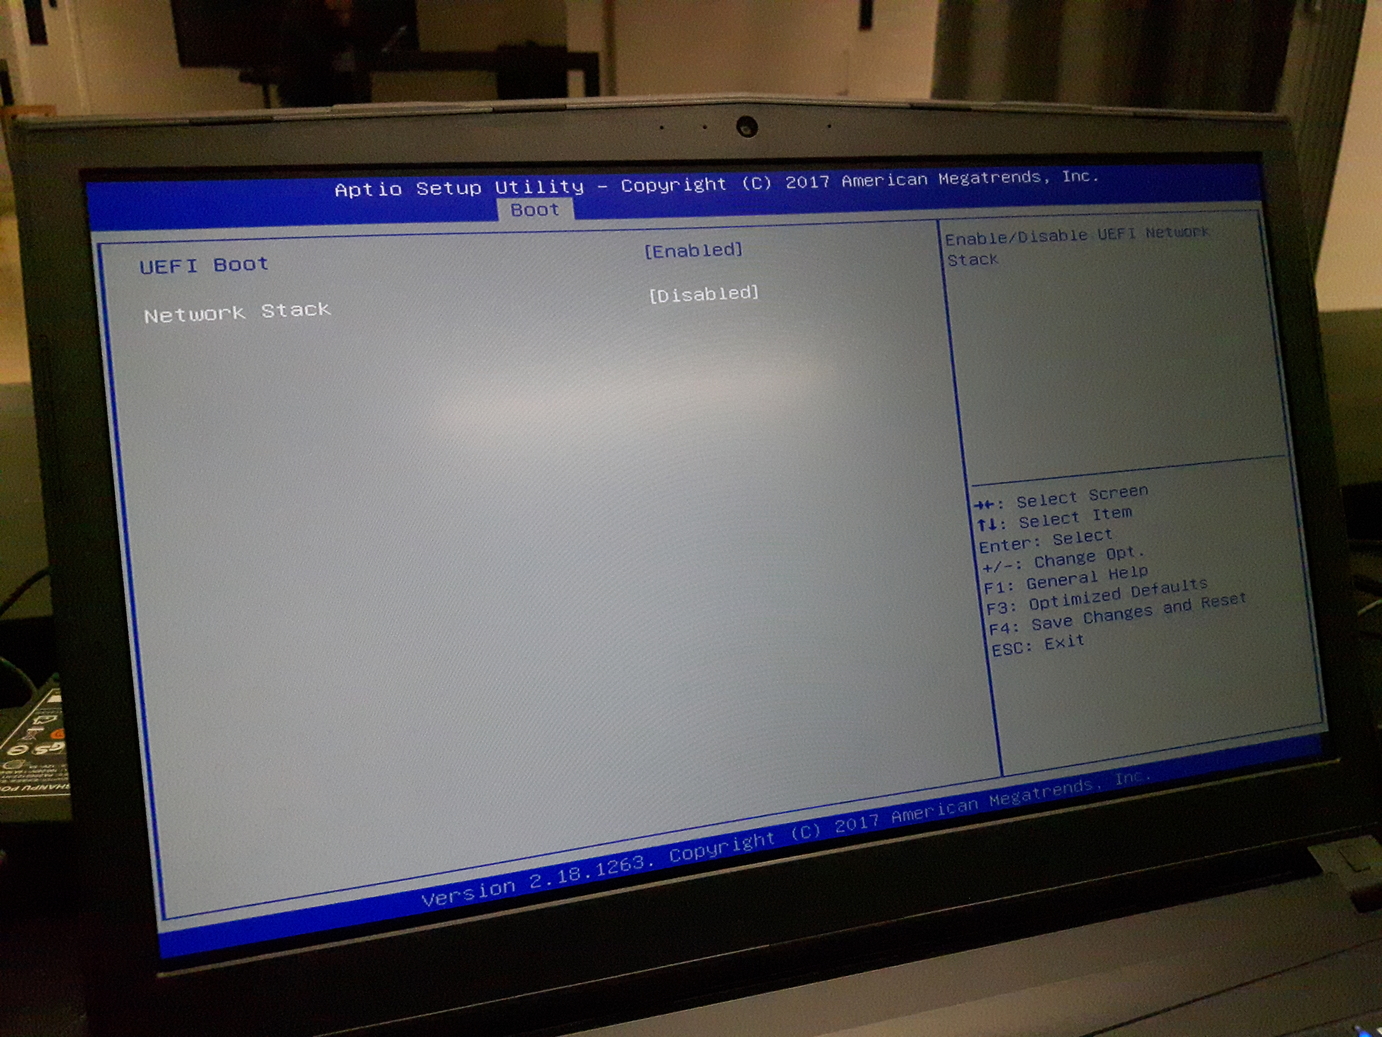 Aptio Setup Utility – Copyright (C) 2017 American Megatrends, Inc.
Boot
UEFI Boot [Enabled]
Network Stack [Disabled]
Enable/Disable UEFI Network
Stack
→←: Select Screen
↑↓: Select Item
Enter: Select
+/-: Change Opt.
F1: General Help
F3: Optimized Defaults
F4: Save Changes and Reset
ESC: Exit
Version 2.18.1263. Copyright (C) 2017 American Megatrends, Inc.